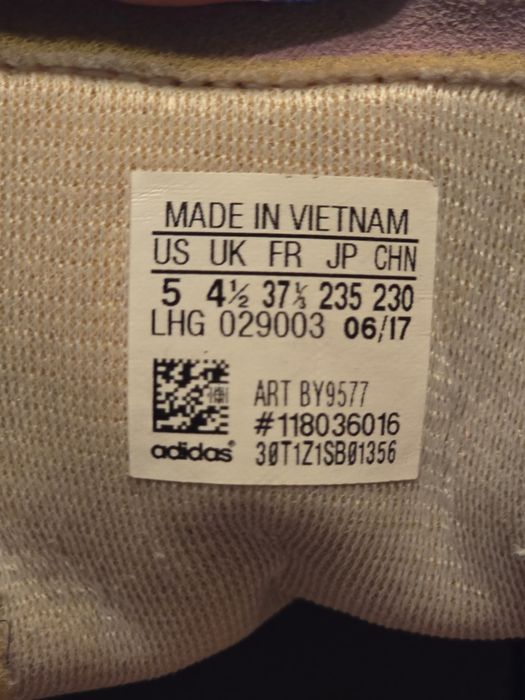 MADE IN VIETNAM
US UK FR JP CHN
5 4½ 37⅓ 235 230
LHG 029003 06/17
ART BY9577
#118036016
adidas® 30T1Z1SB01356